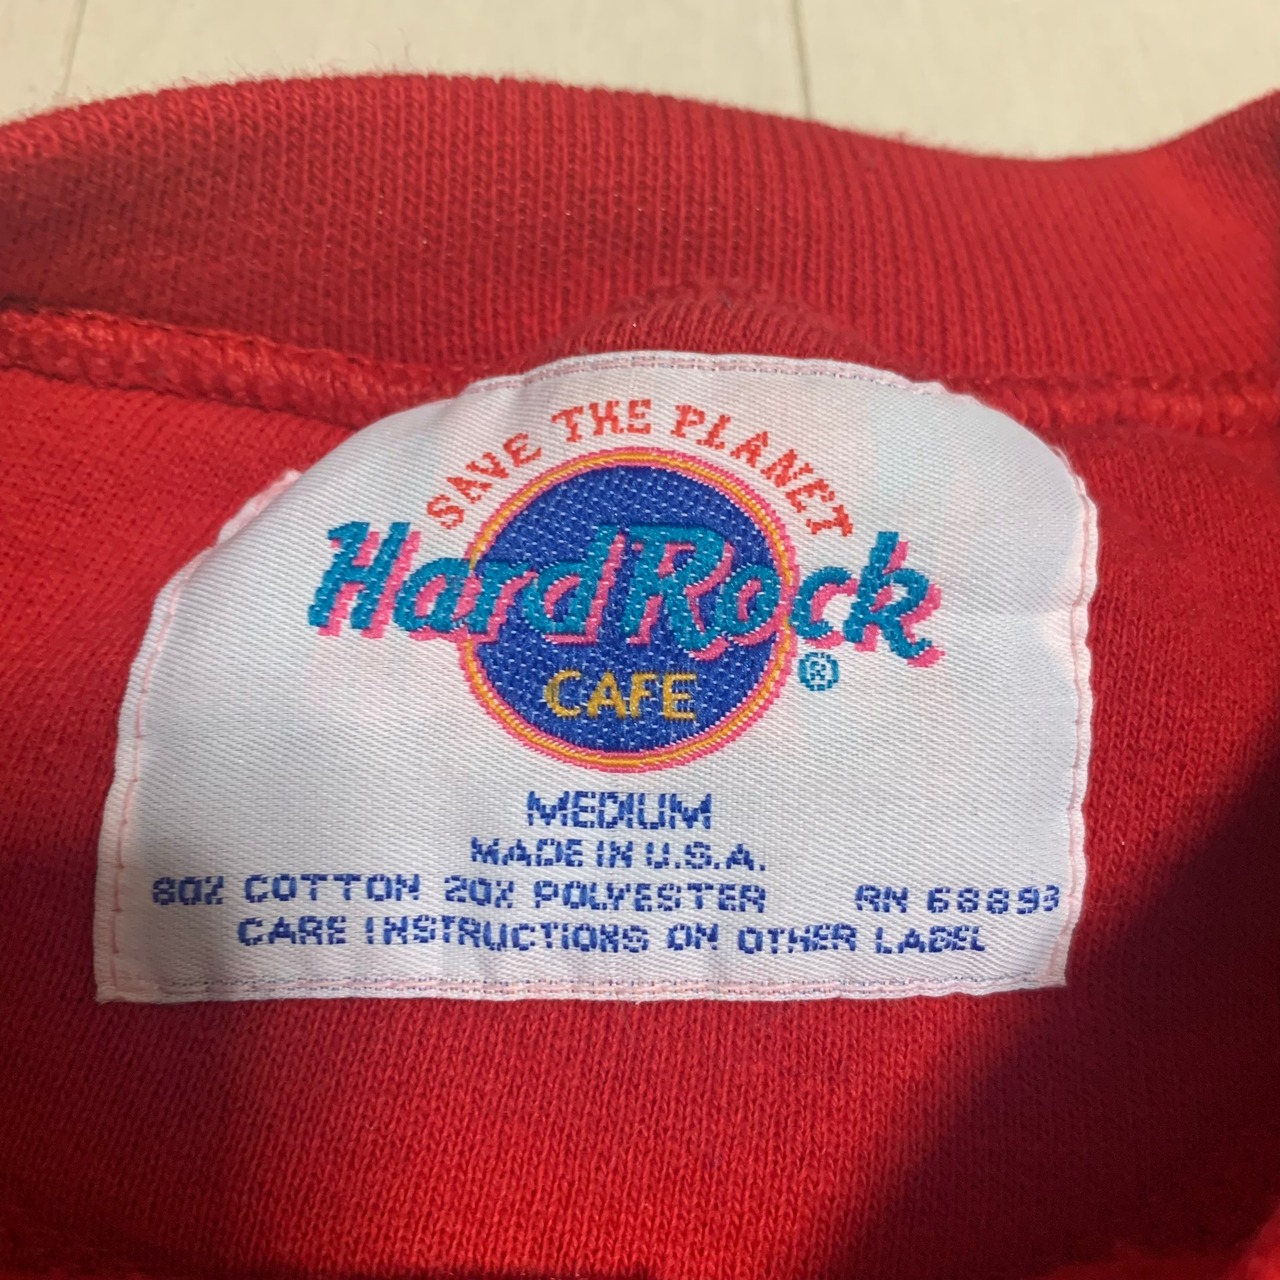 SAVE THE PLANET
Hard Rock
®
CAFE
MEDIUM
MADE IN U.S.A.
80% COTTON 20% POLYESTER RN 68893
CARE INSTRUCTIONS ON OTHER LABEL